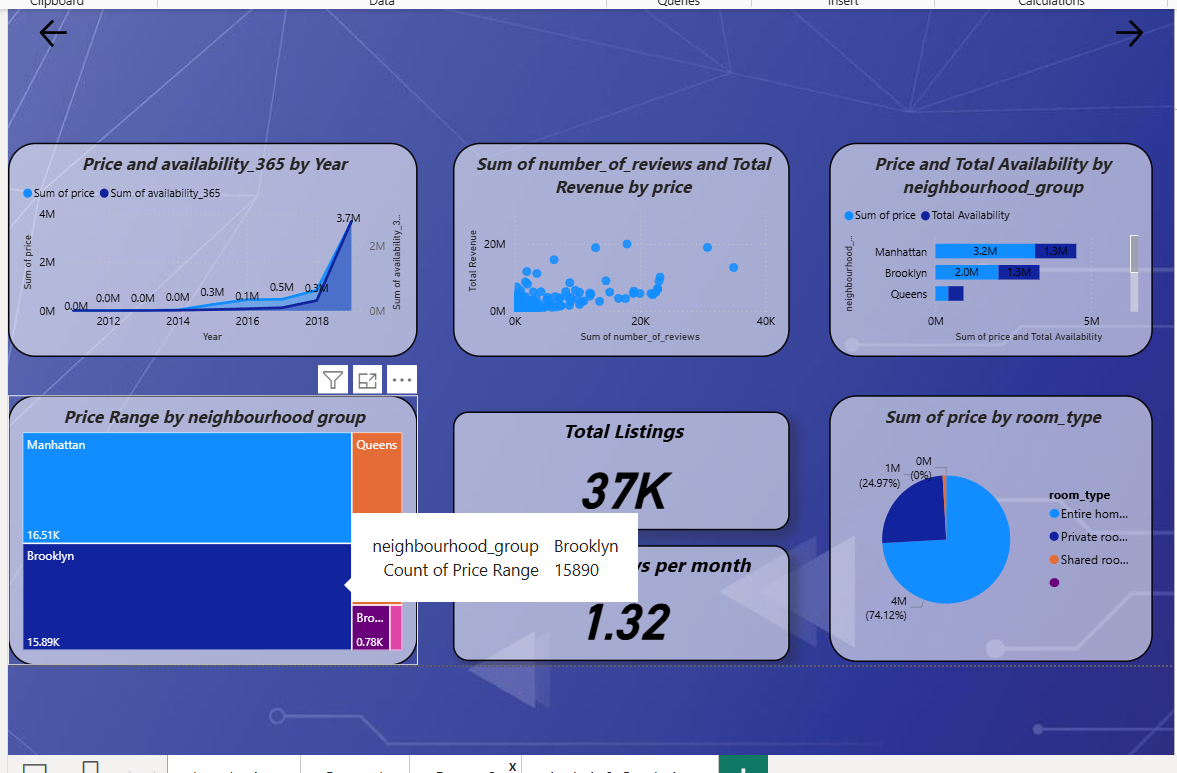 Clipboard
Data
Queries
Insert
Calculations
Price and availability_365 by Year
Sum of price Sum of availability_365
4M
2M
0M
Sum of price
3.7M
0.0M
0.0M
0.0M
0.0M
0.3M
0.1M
0.5M
0.3M
2M
0M
Sum of availability_3...
2012 2014 2016 2018
Year
Sum of number_of_reviews and Total
Revenue by price
Total Revenue
20M
0M
0K 20K 40K
Sum of number_of_reviews
Price and Total Availability by
neighbourhood_group
Sum of price Total Availability
neighbourhood_...
Manhattan 3.2M 1.3M
Brooklyn 2.0M 1.3M
Queens
0M 5M
Sum of price and Total Availability
Price Range by neighbourhood group
Manhattan
16.51K
Brooklyn
15.89K
Queens
Bro...
0.78K
neighbourhood_group Brooklyn
Count of Price Range 15890
Total Listings
37K
per month
1.32
Sum of price by room_type
0M
(0%)
1M
(24.97%)
4M
(74.12%)
room_type
Entire hom...
Private roo...
Shared roo...
x